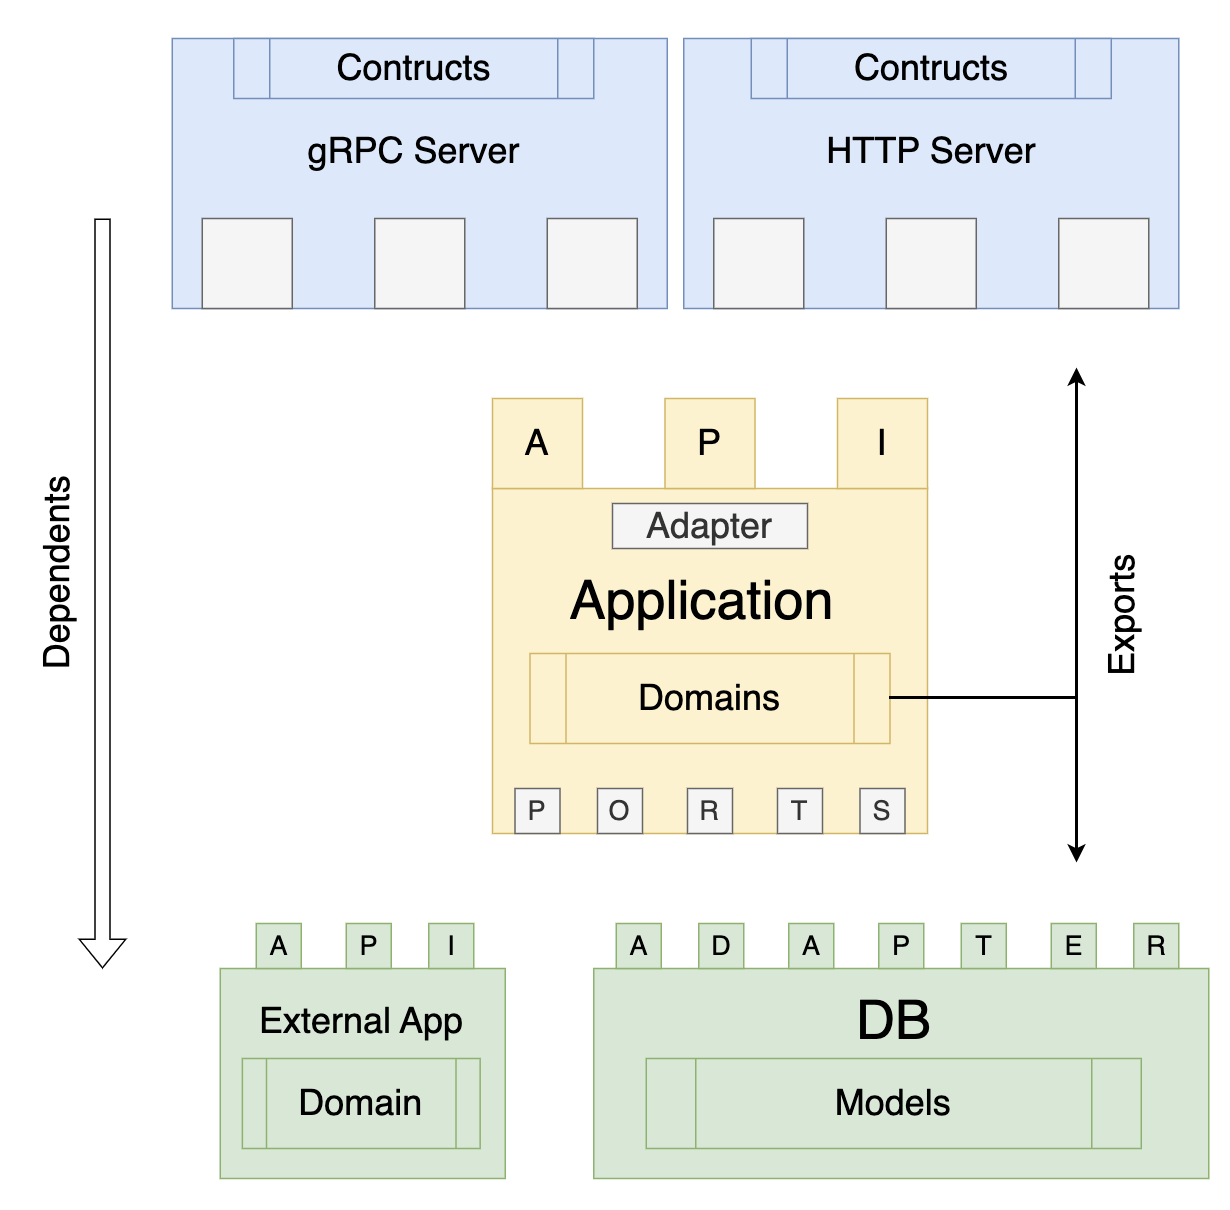 Contructs
Contructs
gRPC Server
HTTP Server
Dependents
A P I
Adapter
Application
Exports
Domains
P O R T S
A P I
A D A P T E R
External App
DB
Domain
Models